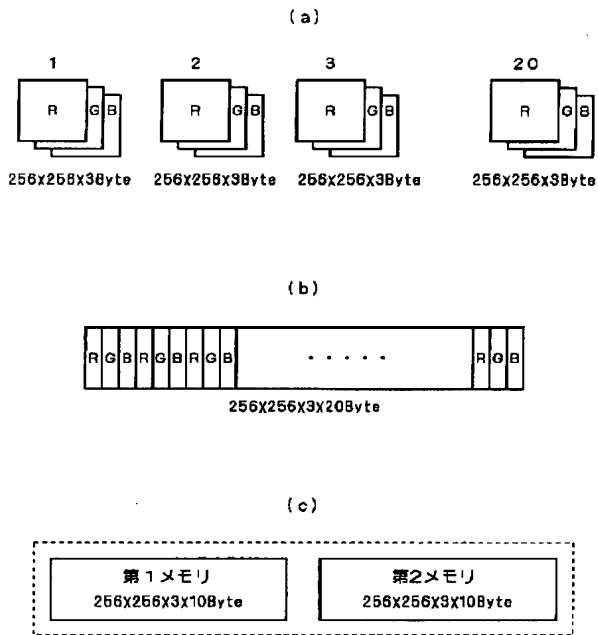 (a)
1 2 3 20
R G B R G B R G B R G B
256X256X3Byte 256X256X3Byte 256X256X3Byte 256X256X3Byte
(b)
R G B R G B R G B ・・・・・ R G B
256X256X3X20Byte
(c)
第1メモリ 第2メモリ
256X256X3X10Byte 256X256X3X10Byte